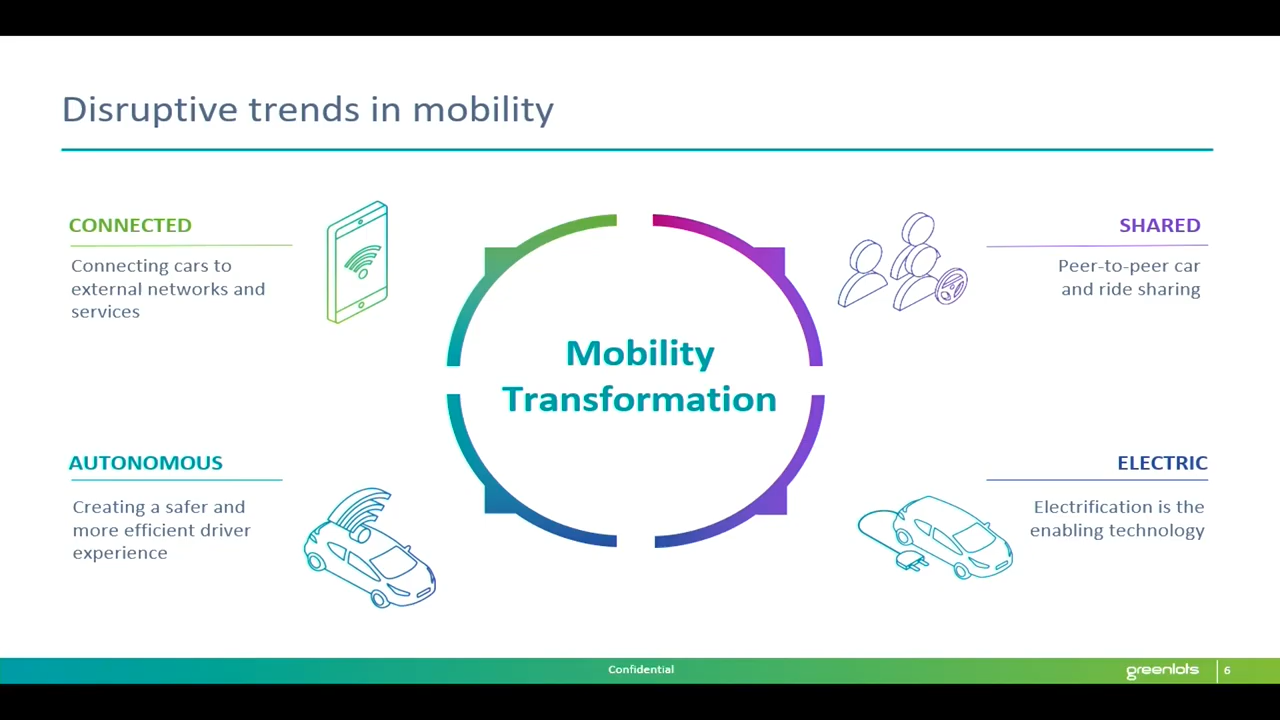 Disruptive trends in mobility
CONNECTED
Connecting cars to
external networks and
services
SHARED
Peer-to-peer car
and ride sharing
Mobility
Transformation
AUTONOMOUS
Creating a safer and
more efficient driver
experience
ELECTRIC
Electrification is the
enabling technology
Confidential
greenlots
6